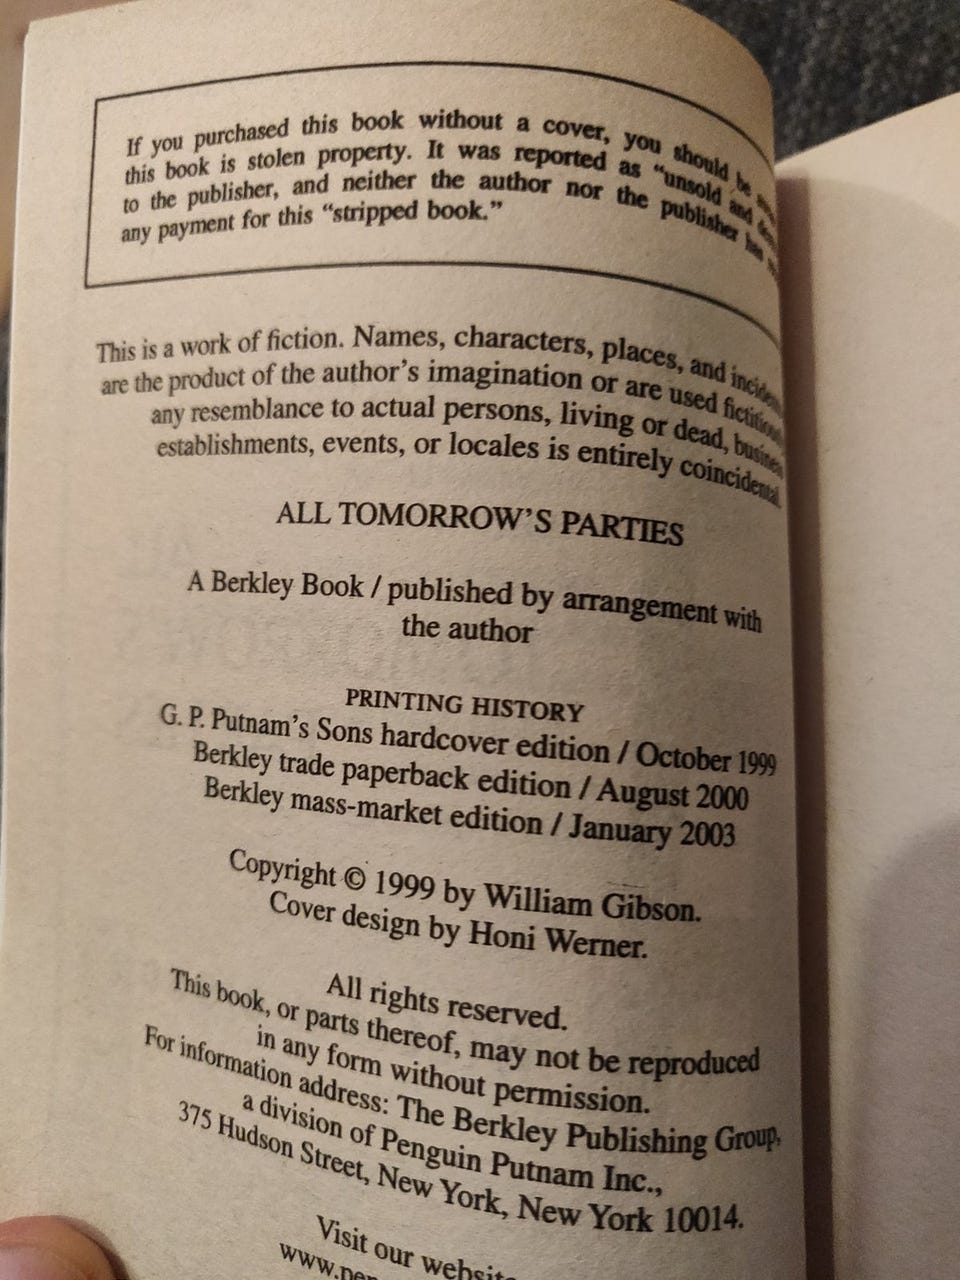 If you purchased this book without a cover, you should be
this book is stolen property. It was reported as "unsold and
to the publisher, and neither the author nor the publisher has
any payment for this "stripped book."
This is a work of fiction. Names, characters, places, and incidents
are the product of the author's imagination or are used fictitiously
any resemblance to actual persons, living or dead, business
establishments, events, or locales is entirely coincidental.
ALL TOMORROW'S PARTIES
A Berkley Book / published by arrangement with
the author
PRINTING HISTORY
G. P. Putnam's Sons hardcover edition / October 1999
Berkley trade paperback edition / August 2000
Berkley mass-market edition / January 2003
Copyright © 1999 by William Gibson.
Cover design by Honi Werner.
All rights reserved.
This book, or parts thereof, may not be reproduced
in any form without permission.
For information address: The Berkley Publishing Group,
a division of Penguin Putnam Inc.,
375 Hudson Street, New York, New York 10014.
Visit our website